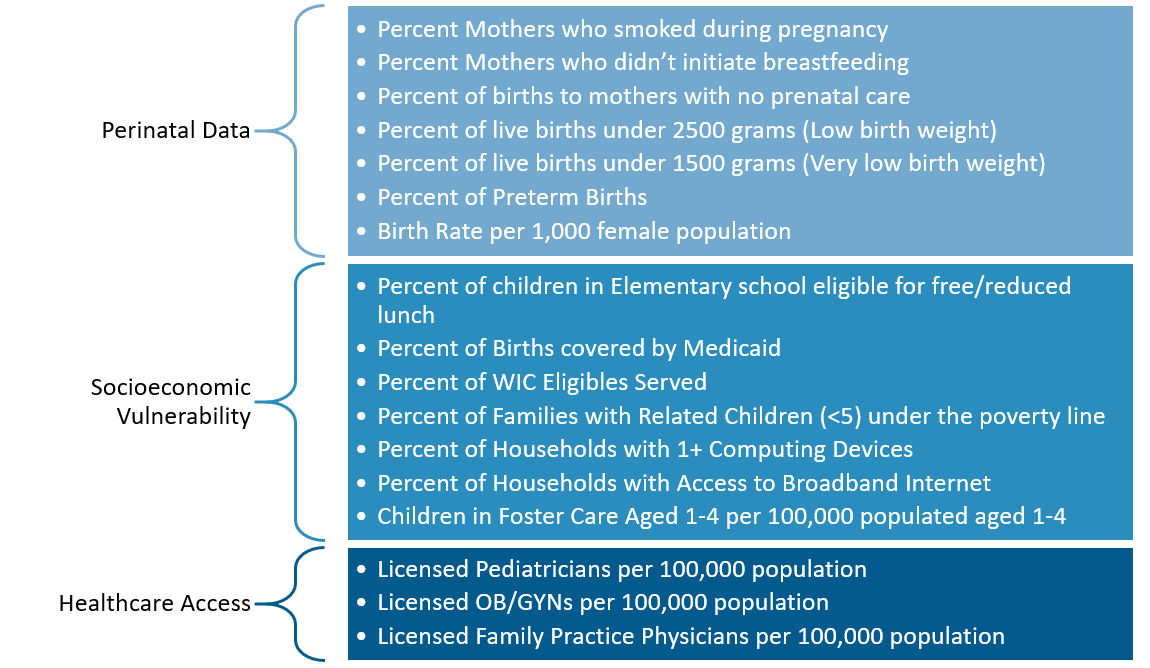 Perinatal Data
• Percent Mothers who smoked during pregnancy
• Percent Mothers who didn’t initiate breastfeeding
• Percent of births to mothers with no prenatal care
• Percent of live births under 2500 grams (Low birth weight)
• Percent of live births under 1500 grams (Very low birth weight)
• Percent of Preterm Births
• Birth Rate per 1,000 female population
Socioeconomic
Vulnerability
• Percent of children in Elementary school eligible for free/reduced
lunch
• Percent of Births covered by Medicaid
• Percent of WIC Eligibles Served
• Percent of Families with Related Children (<5) under the poverty line
• Percent of Households with 1+ Computing Devices
• Percent of Households with Access to Broadband Internet
• Children in Foster Care Aged 1-4 per 100,000 populated aged 1-4
Healthcare Access
• Licensed Pediatricians per 100,000 population
• Licensed OB/GYNs per 100,000 population
• Licensed Family Practice Physicians per 100,000 population